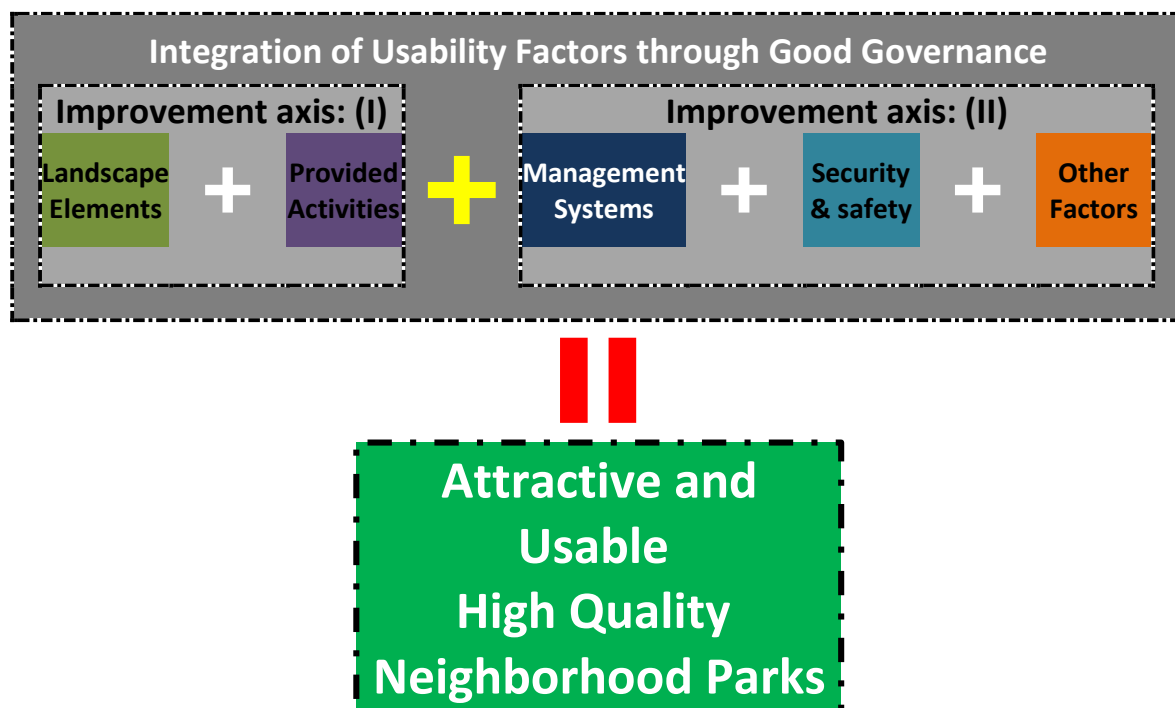 Integration of Usability Factors through Good Governance
Improvement axis: (I)
Landscape
Elements
+
Provided
Activities
+
Improvement axis: (II)
Management
Systems
+
Security
& safety
+
Other
Factors
Attractive and
Usable
High Quality
Neighborhood Parks